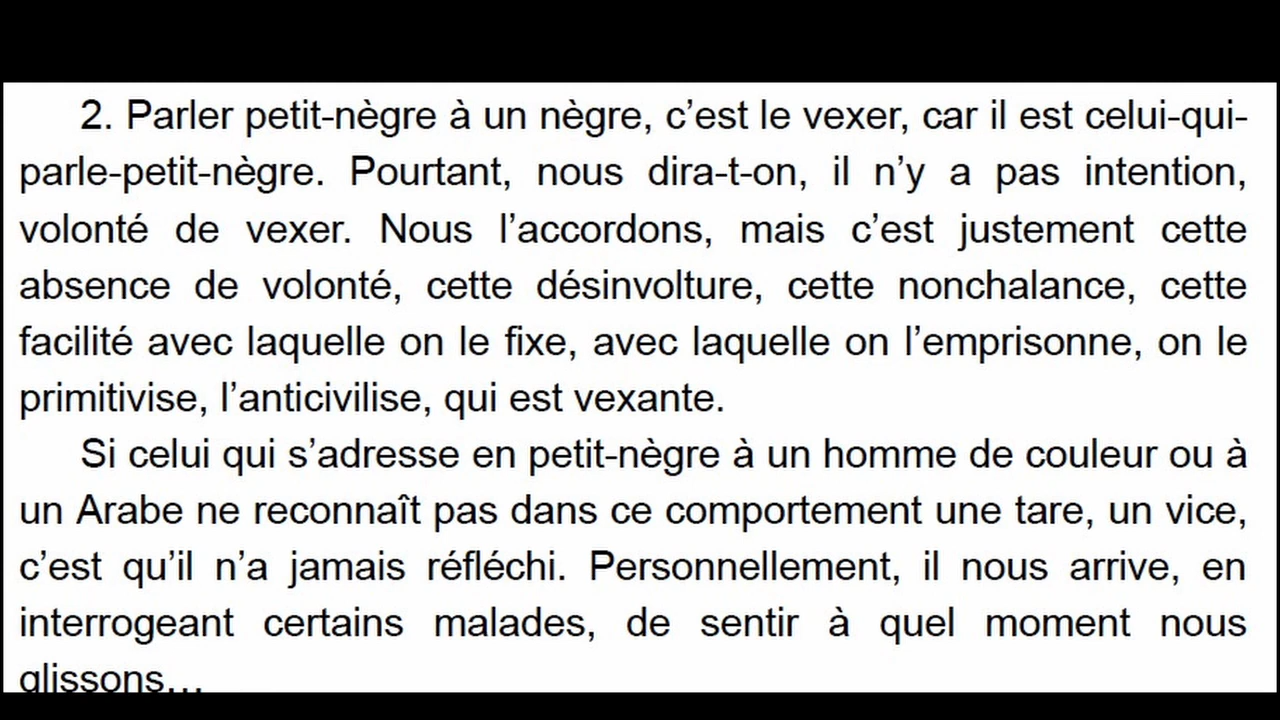 2. Parler petit-nègre à un nègre, c’est le vexer, car il est celui-qui-
parle-petit-nègre. Pourtant, nous dira-t-on, il n’y a pas intention,
volonté de vexer. Nous l’accordons, mais c’est justement cette
absence de volonté, cette désinvolture, cette nonchalance, cette
facilité avec laquelle on le fixe, avec laquelle on l’emprisonne, on le
primitivise, l’anticivilise, qui est vexante.
Si celui qui s’adresse en petit-nègre à un homme de couleur ou à
un Arabe ne reconnaît pas dans ce comportement une tare, un vice,
c’est qu’il n’a jamais réfléchi. Personnellement, il nous arrive, en
interrogeant certains malades, de sentir à quel moment nous
glissons…